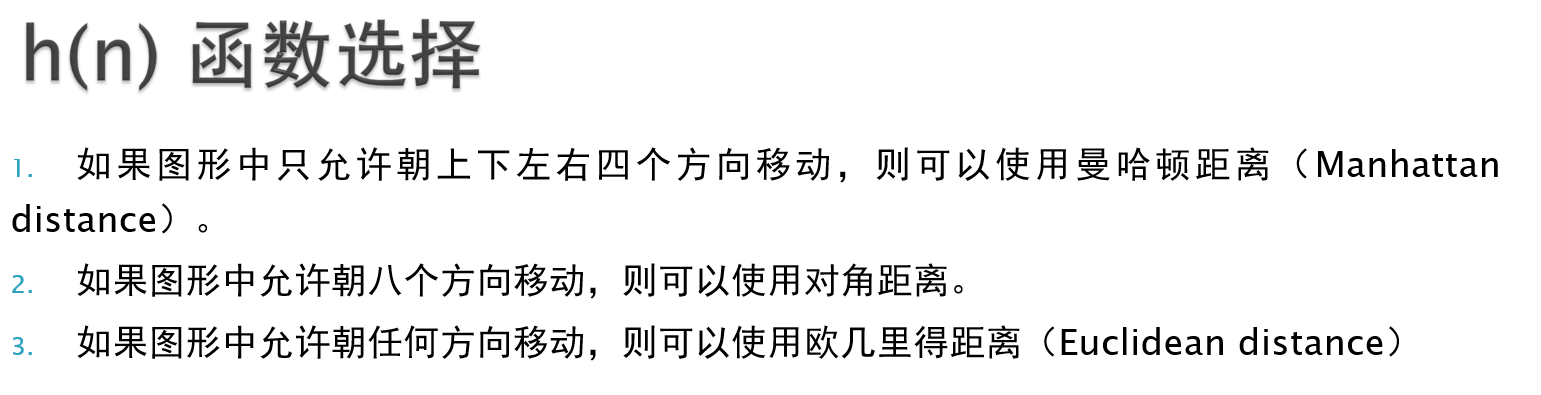 h(n) 函数选择
1. 如果图形中只允许朝上下左右四个方向移动，则可以使用曼哈顿距离（Manhattan
distance）。
2. 如果图形中允许朝八个方向移动，则可以使用对角距离。
3. 如果图形中允许朝任何方向移动，则可以使用欧几里得距离（Euclidean distance）